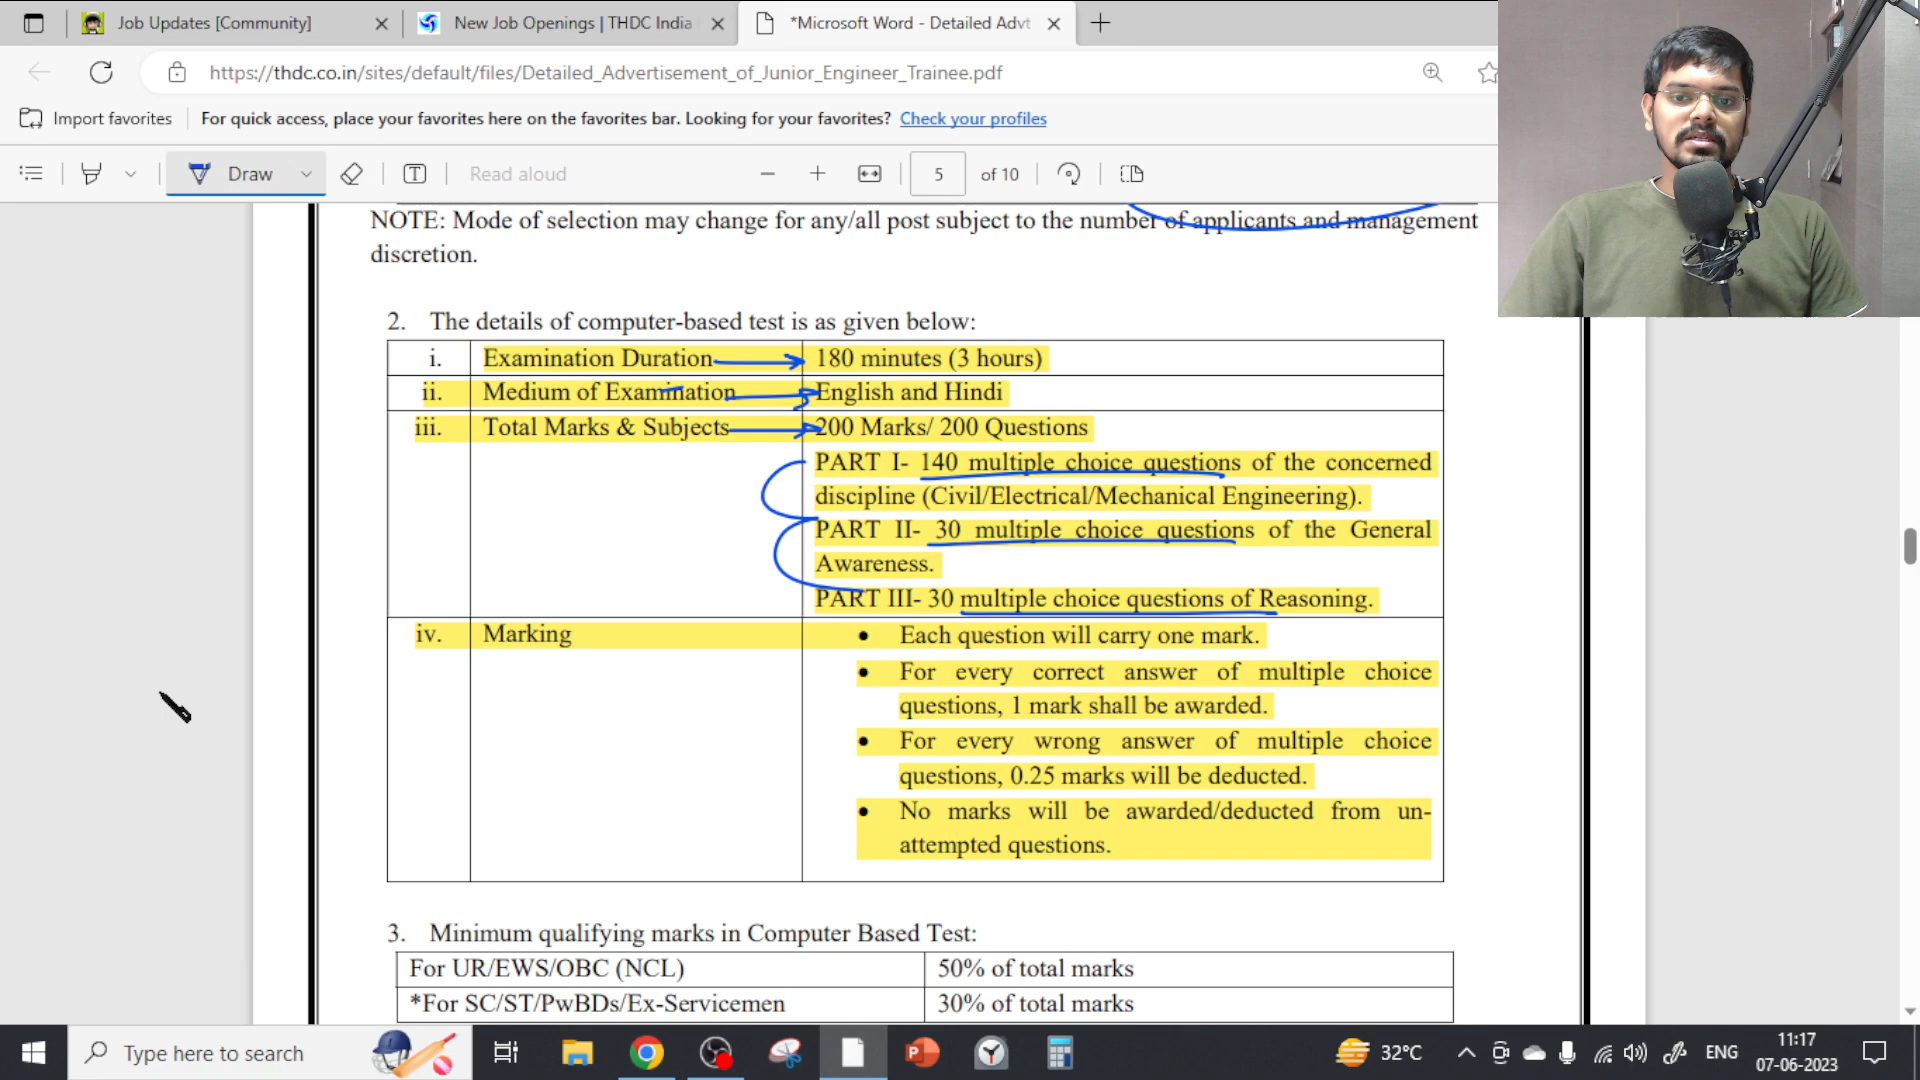 Job Updates [Community]
New Job Openings | THDC India
*Microsoft Word - Detailed Advt
https://thdc.co.in/sites/default/files/Detailed_Advertisement_of_Junior_Engineer_Trainee.pdf
Import favorites
For quick access, place your favorites here on the favorites bar. Looking for your favorites? Check your profiles
Draw
Read aloud
5 of 10
NOTE: Mode of selection may change for any/all post subject to the number of applicants and management
discretion.
2. The details of computer-based test is as given below:
i. Examination Duration 180 minutes (3 hours)
ii. Medium of Examination English and Hindi
iii. Total Marks & Subjects 200 Marks/ 200 Questions
PART I- 140 multiple choice questions of the concerned
discipline (Civil/Electrical/Mechanical Engineering).
PART II- 30 multiple choice questions of the General
Awareness.
PART III- 30 multiple choice questions of Reasoning.
iv. Marking • Each question will carry one mark.
• For every correct answer of multiple choice
questions, 1 mark shall be awarded.
• For every wrong answer of multiple choice
questions, 0.25 marks will be deducted.
• No marks will be awarded/deducted from un-
attempted questions.
3. Minimum qualifying marks in Computer Based Test:
For UR/EWS/OBC (NCL) 50% of total marks
*For SC/ST/PwBDs/Ex-Servicemen 30% of total marks
Type here to search
32°C
ENG
11:17
07-06-2023